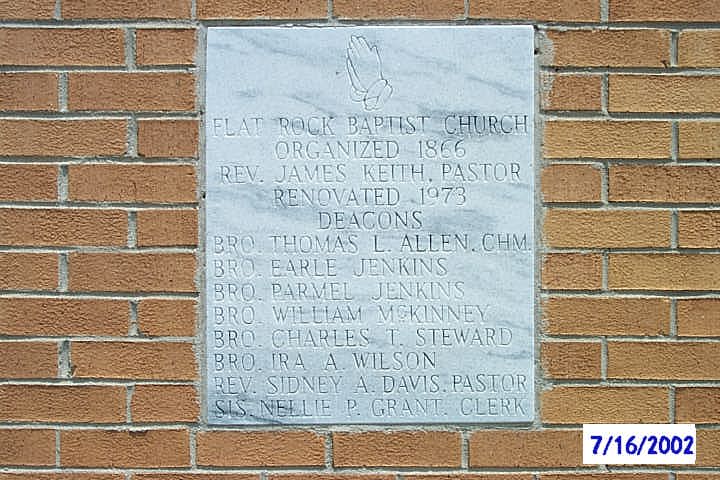 FLAT ROCK BAPTIST CHURCH
ORGANIZED 1866
REV. JAMES KEITH, PASTOR
RENOVATED 1973
DEACONS
BRO. THOMAS L. ALLEN, CHM.
BRO. EARLE JENKINS
BRO. PARMEL JENKINS
BRO. WILLIAM McKINNEY
BRO. CHARLES T. STEWARD
BRO. IRA A. WILSON
REV. SIDNEY A. DAVIS, PASTOR
SIS. NELLIE P. GRANT, CLERK
7/16/2002